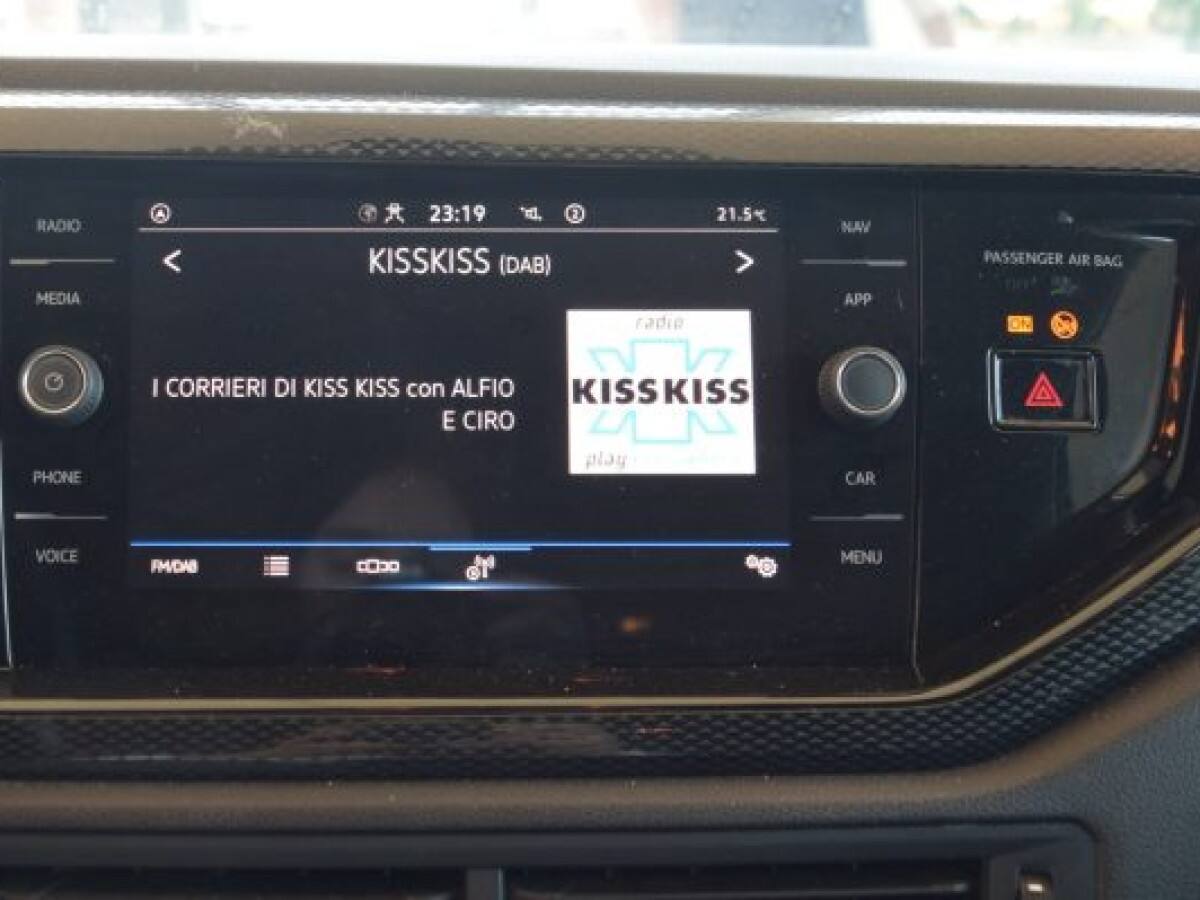 RADIO
MEDIA
PHONE
VOICE
23:19
2
21.5°C
< KISSKISS (DAB) >
I CORRIERI DI KISS KISS con ALFIO
E CIRO
radio
KISSKISS
play
FM/DAB
NAV
APP
CAR
MENU
PASSENGER AIR BAG
ON